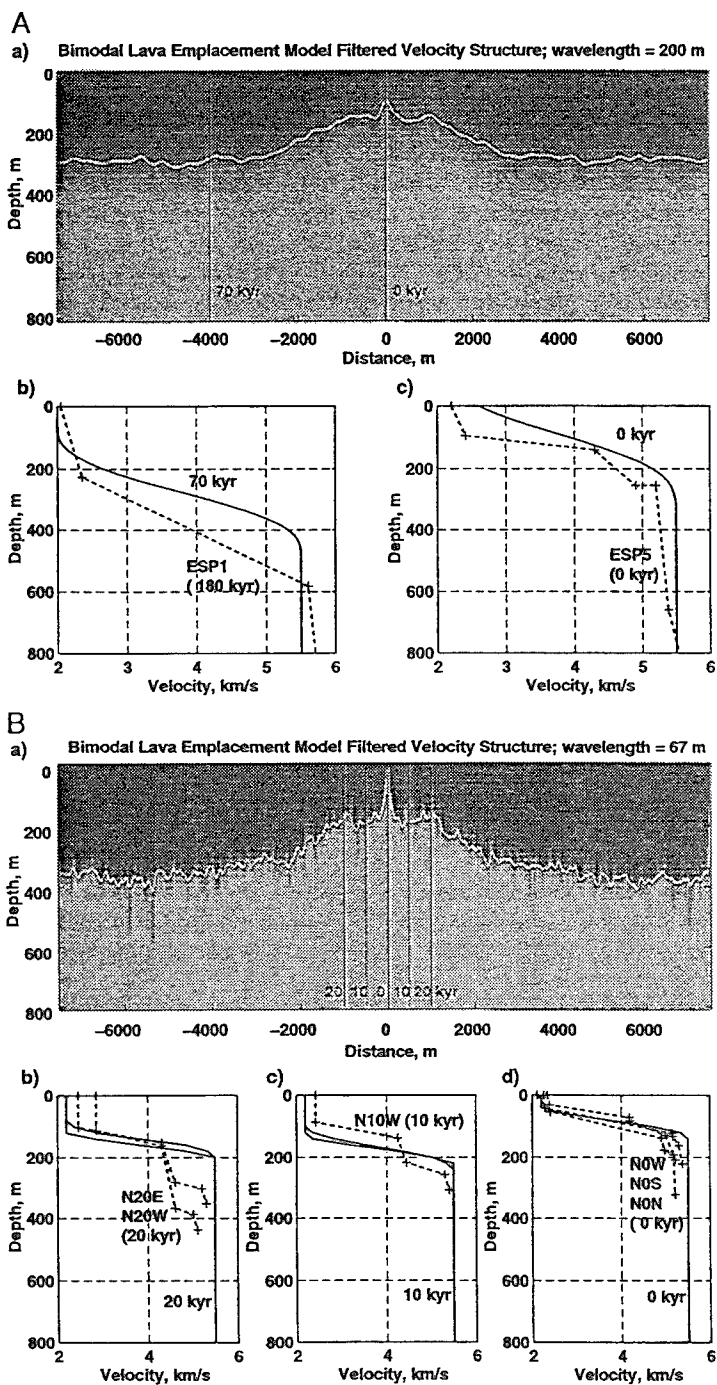 A
a) Bimodal Lava Emplacement Model Filtered Velocity Structure; wavelength = 200 m
0
200
400
600
800
Depth, m
70 kyr
0 kyr
−6000 −4000 −2000 0 2000 4000 6000
Distance, m
b)
0
200
400
600
800
Depth, m
70 kyr
ESP1
( 180 kyr)
2 3 4 5 6
Velocity, km/s
c)
0
200
400
600
800
Depth, m
0 kyr
ESP5
(0 kyr)
2 3 4 5 6
Velocity, km/s
B
a) Bimodal Lava Emplacement Model Filtered Velocity Structure; wavelength = 67 m
0
200
400
600
800
Depth, m
20 10 0 10 20 kyr
−6000 −4000 −2000 0 2000 4000 6000
Distance, m
b)
0
200
400
600
800
Depth, m
N20E
N20W
(20 kyr)
20 kyr
2 4 6
Velocity, km/s
c)
0
200
400
600
800
Depth, m
N10W (10 kyr)
10 kyr
2 4 6
Velocity, km/s
d)
0
200
400
600
800
Depth, m
N0W
N0S
N0N
( 0 kyr)
0 kyr
2 4 6
Velocity, km/s